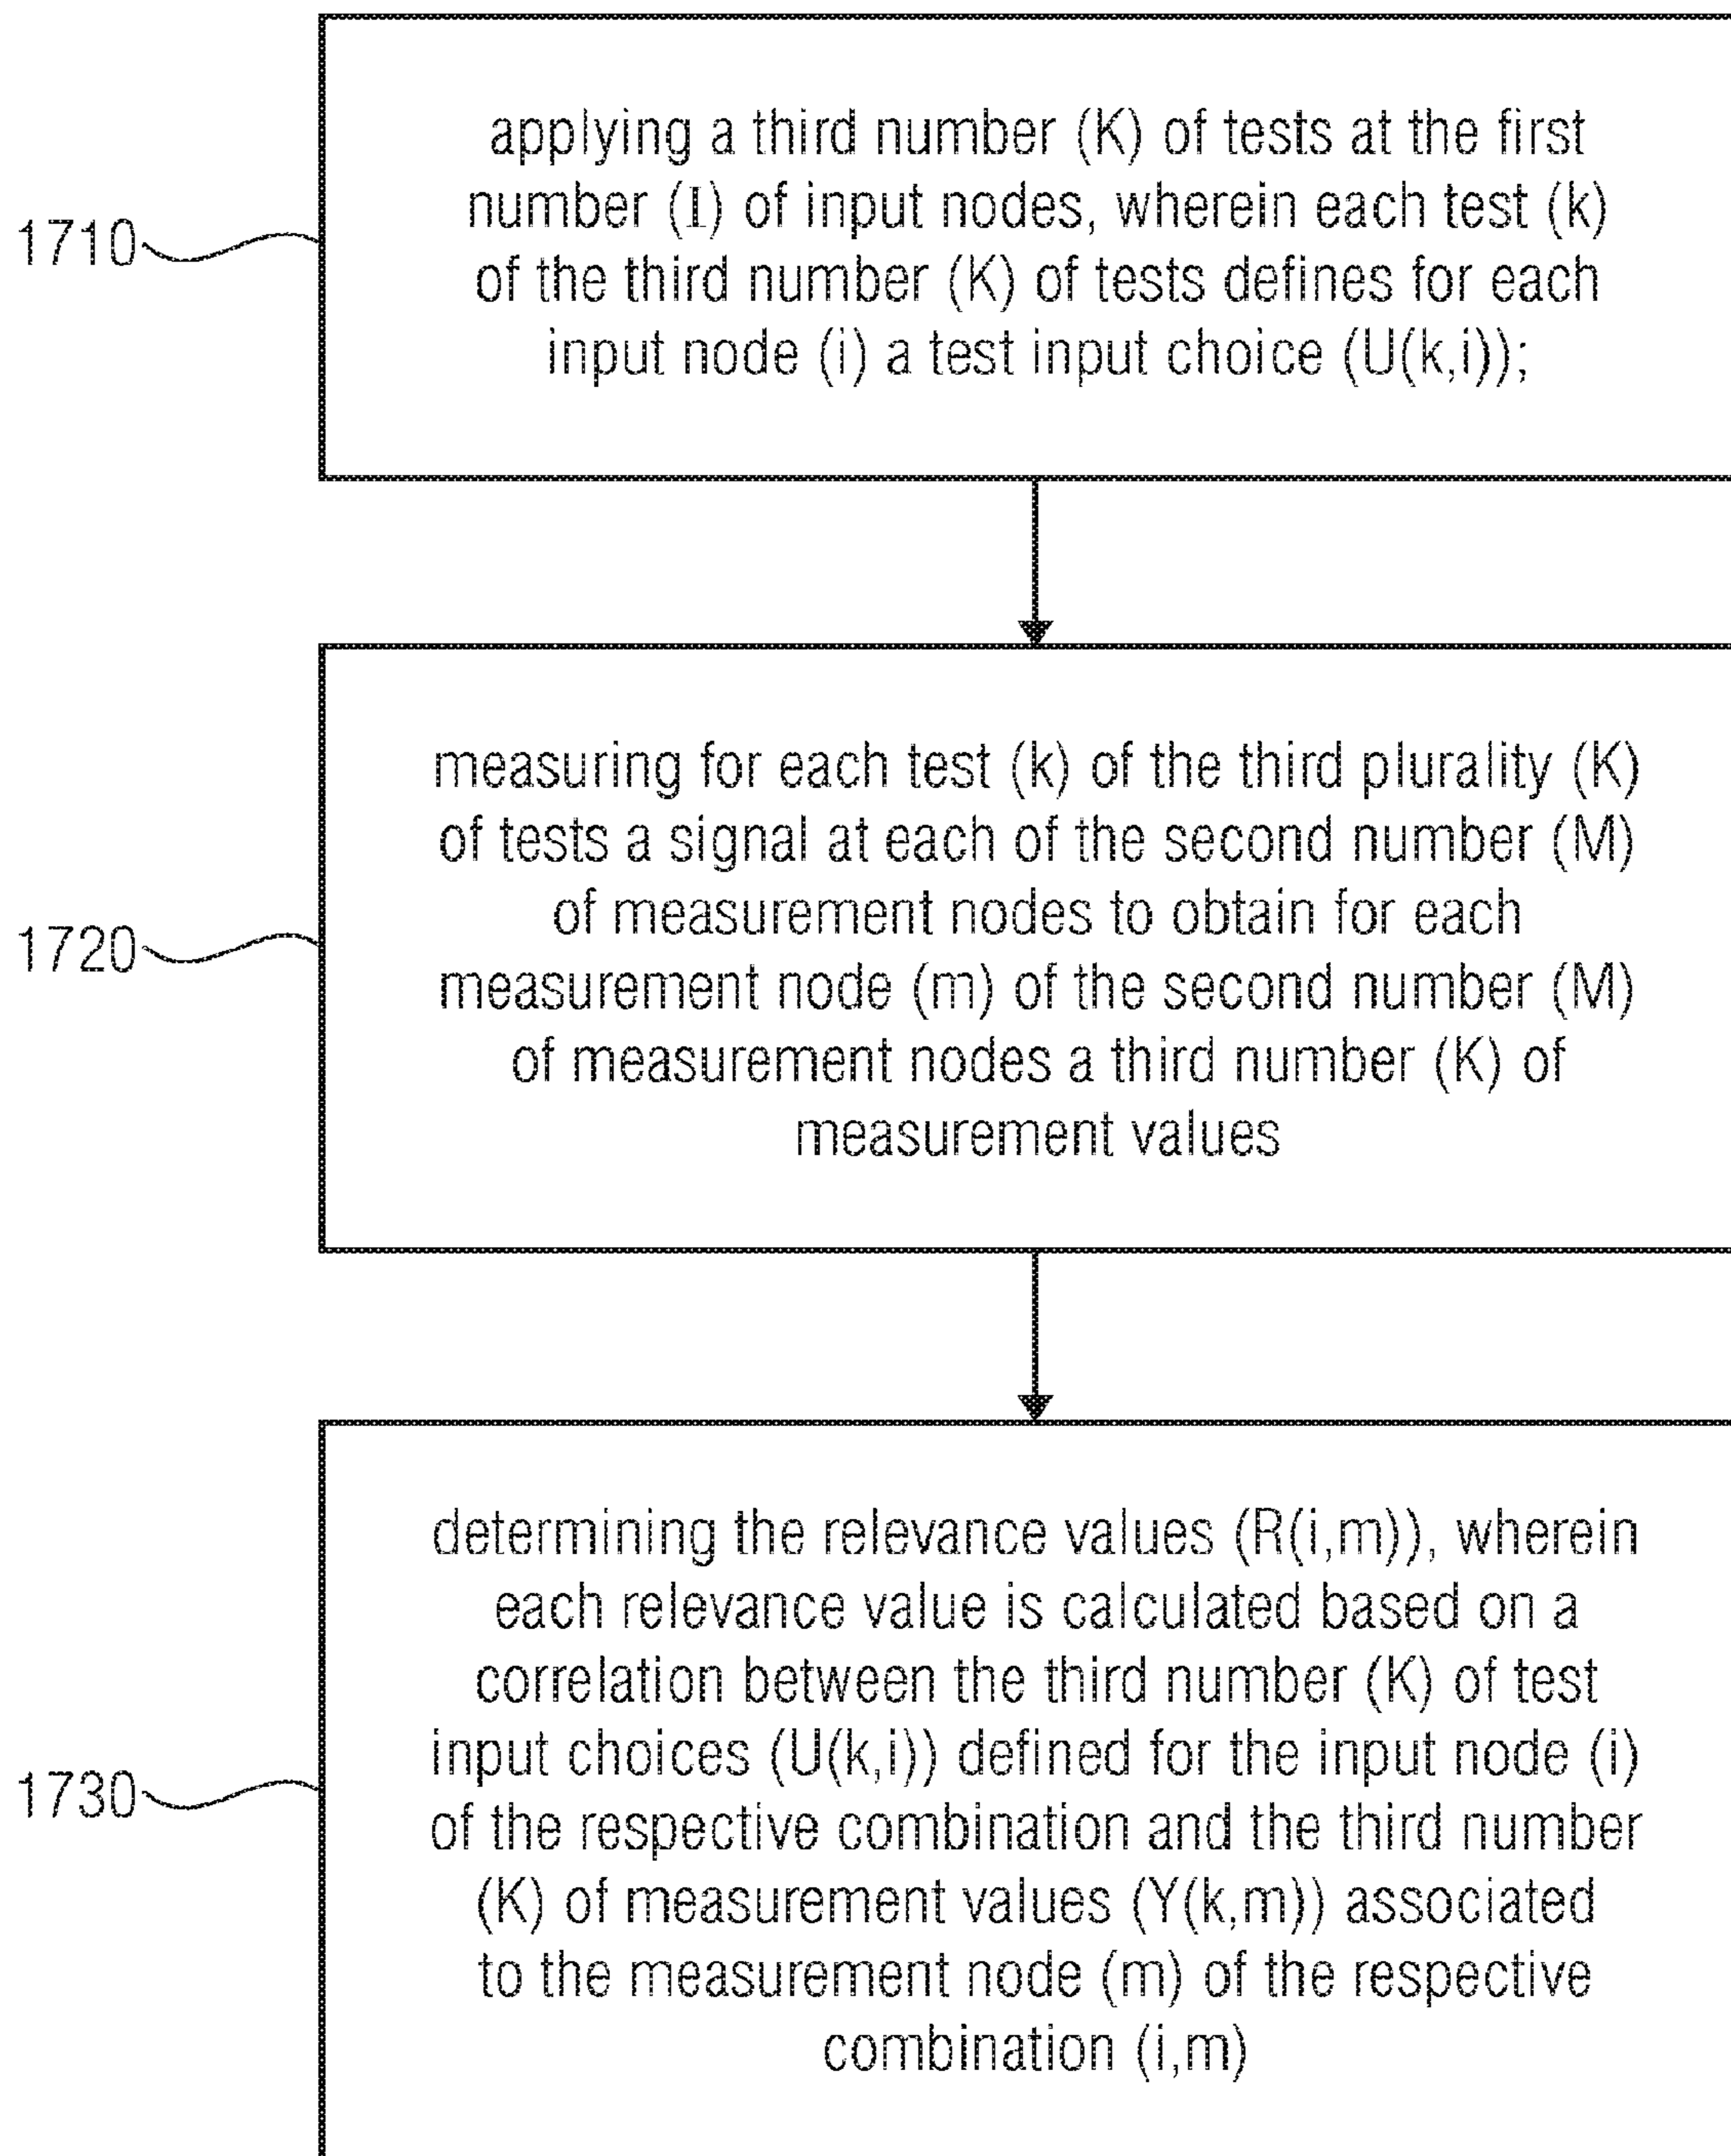 1710
applying a third number (K) of tests at the first
number (I) of input nodes, wherein each test (k)
of the third number (K) of tests defines for each
input node (i) a test input choice (U(k,i));
1720
measuring for each test (k) of the third plurality (K)
of tests a signal at each of the second number (M)
of measurement nodes to obtain for each
measurement node (m) of the second number (M)
of measurement nodes a third number (K) of
measurement values
1730
determining the relevance values (R(i,m)), wherein
each relevance value is calculated based on a
correlation between the third number (K) of test
input choices (U(k,i)) defined for the input node (i)
of the respective combination and the third number
(K) of measurement values (Y(k,m)) associated
to the measurement node (m) of the respective
combination (i,m)